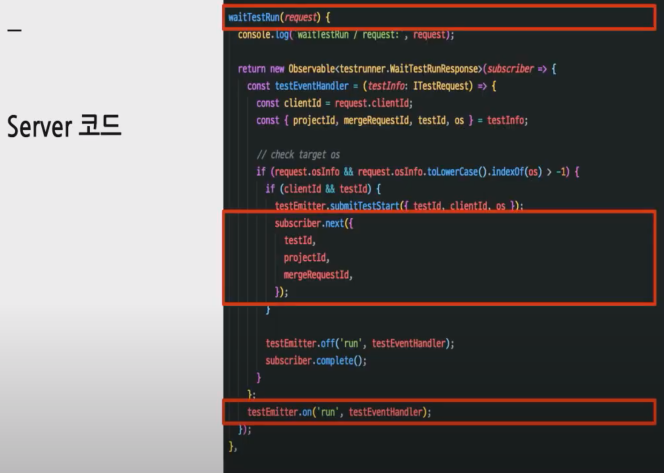 Server 코드
waitTestRun(request) {
console.log( waitTestRun / request: , request);
return new Observable<testrunner.WaitTestRunResponse>(subscriber => {
const testEventHandler = (testInfo: ITestRequest) => {
const clientId = request.clientId;
const { projectId, mergeRequestId, testId, os } = testInfo;
// check target os
if (request.osInfo && request.osInfo.toLowerCase().indexOf(os) > -1) {
if (clientId && testId) {
testEmitter.submitTestStart({ testId, clientId, os });
subscriber.next({
testId,
projectId,
mergeRequestId,
});
}
testEmitter.off('run', testEventHandler);
subscriber.complete();
}
};
testEmitter.on('run', testEventHandler);
});
},